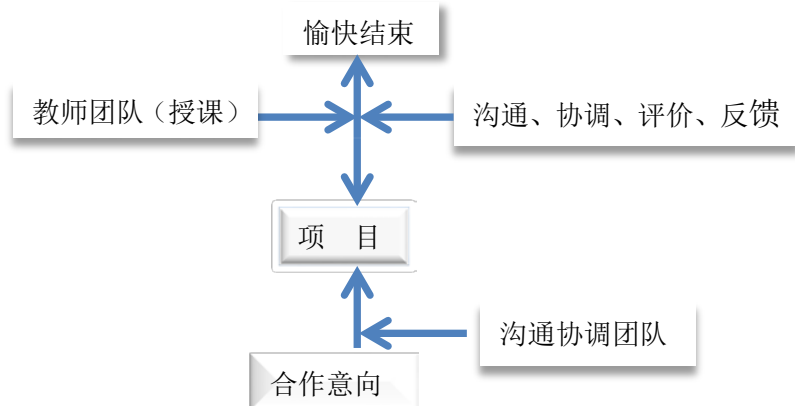 愉快结束
教师团队（授课）
沟通、协调、评价、反馈
项　目
沟通协调团队
合作意向